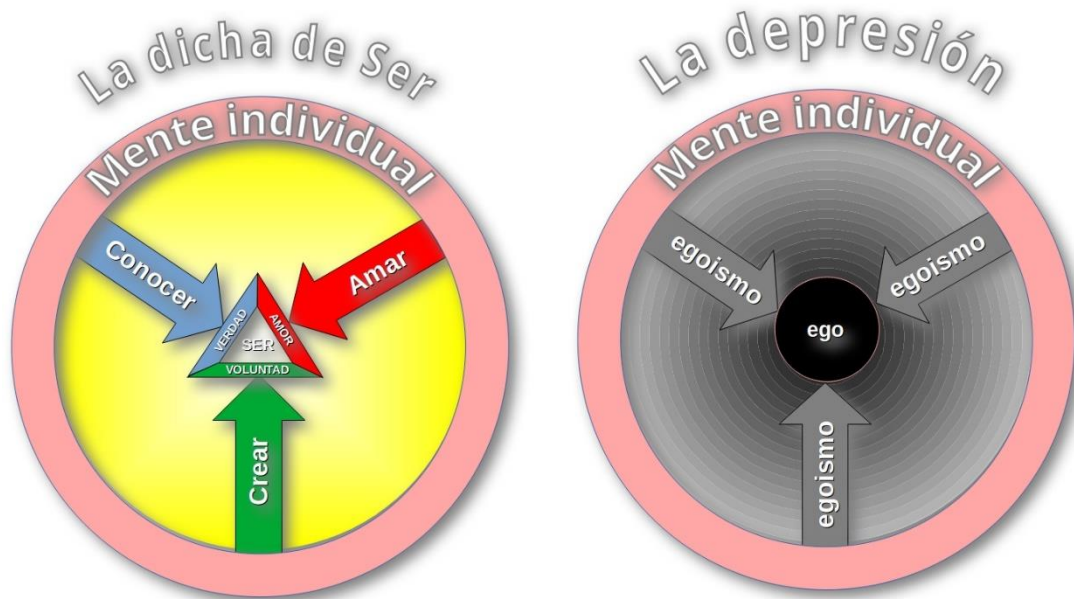 La dicha de Ser
Mente individual
Conocer
Amar
VERDAD
AMOR
SER
VOLUNTAD
Crear
La depresión
Mente individual
egoismo
egoismo
ego
egoismo